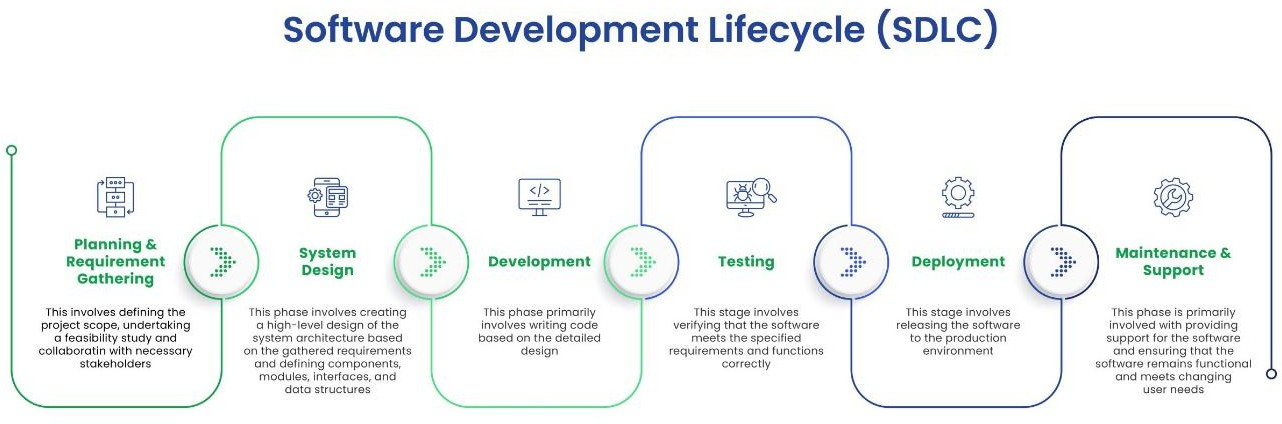 Software Development Lifecycle (SDLC)
Planning &
Requirement
Gathering
This involves defining the
project scope, undertaking
a feasibility study and
collaboratin with necessary
stakeholders
System
Design
This phase involves creating
a high-level design of the
system architecture based
on the gathered requirements
and defining components,
modules, interfaces, and
data structures
Development
This phase primarily
involves writing code
based on the detailed
design
Testing
This stage involves
verifying that the software
meets the specified
requirements and functions
correctly
Deployment
This stage involves
releasing the software
to the production
environment
Maintenance &
Support
This phase is primarily
involved with providing
support for the software
and ensuring that the
software remains functional
and meets changing
user needs